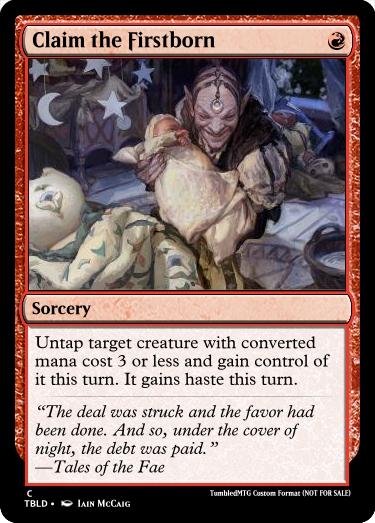 Claim the Firstborn
Sorcery
Untap target creature with converted
mana cost 3 or less and gain control of
it this turn. It gains haste this turn.
“The deal was struck and the favor had
been done. And so, under the cover of
night, the debt was paid.”
—Tales of the Fae
C
TumbledMTG Custom Format (NOT FOR SALE)
TBLD • Iain McCaig